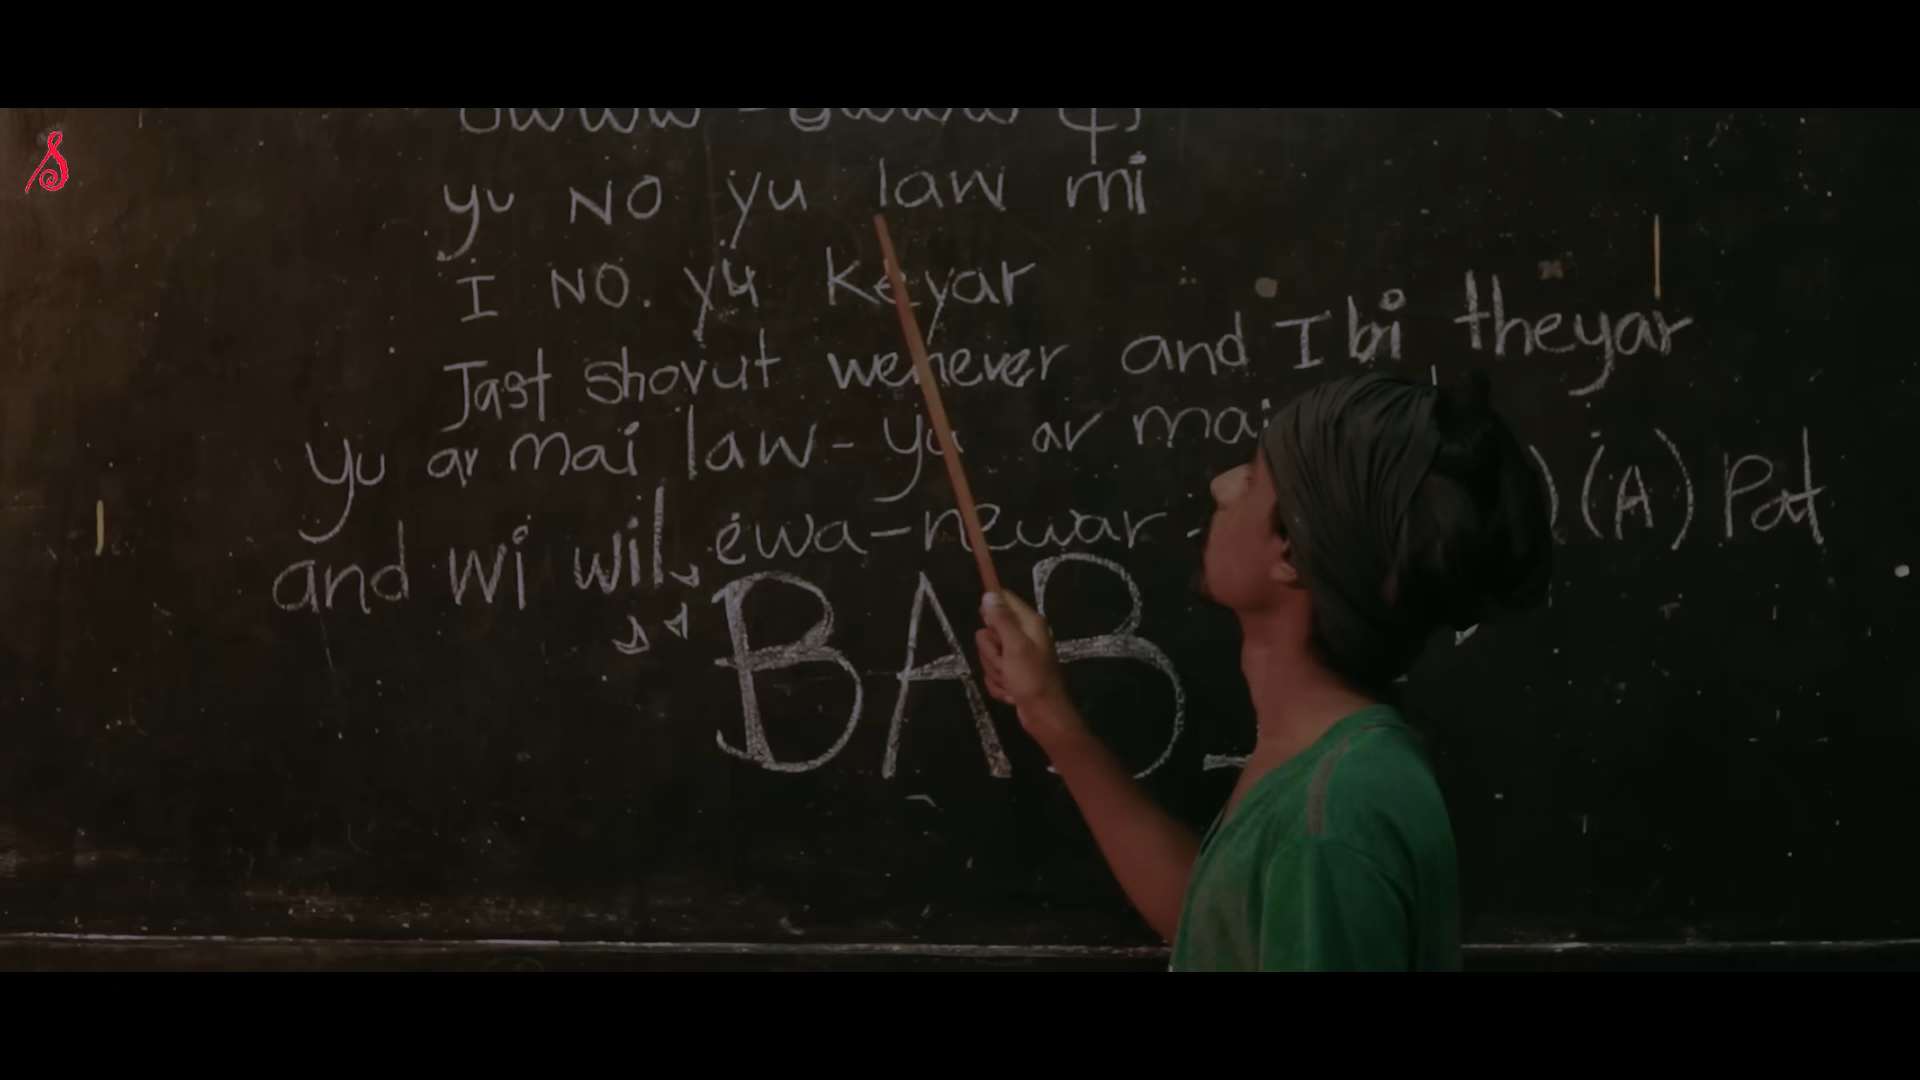 yu NO yu law mi
I NO. yu keyar
Jast shovut wenever and I bi theyar
yu ar mai law - yu ar mai
and wi wil ewa-newar - (A) Pat
BAB